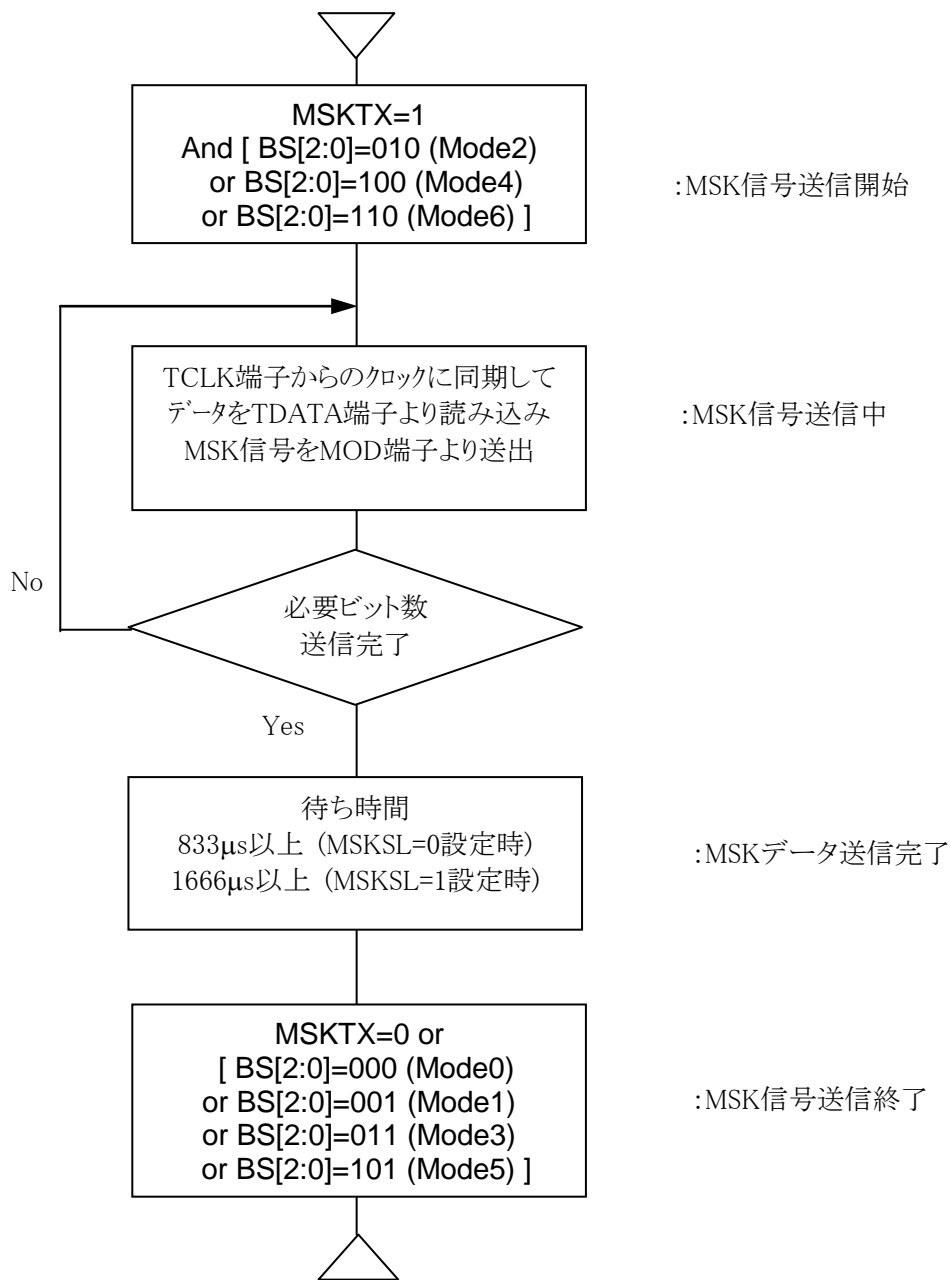 MSKTX=1
And [ BS[2:0]=010 (Mode2)
or BS[2:0]=100 (Mode4)
or BS[2:0]=110 (Mode6) ]
:MSK信号送信開始
TCLK端子からのクロックに同期して
データをTDATA端子より読み込み
MSK信号をMOD端子より送出
:MSK信号送信中
No
必要ビット数
送信完了
Yes
待ち時間
833μs以上 (MSKSL=0設定時)
1666μs以上 (MSKSL=1設定時)
:MSKデータ送信完了
MSKTX=0 or
[ BS[2:0]=000 (Mode0)
or BS[2:0]=001 (Mode1)
or BS[2:0]=011 (Mode3)
or BS[2:0]=101 (Mode5) ]
:MSK信号送信終了